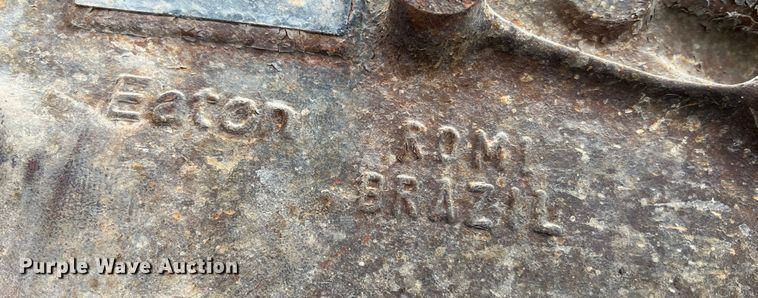 Eaton
ROMI
BRAZIL
Purple Wave Auction